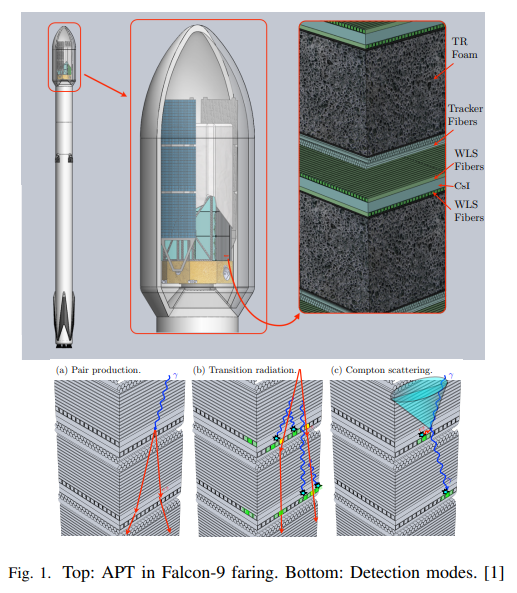 TR
Foam
Tracker
Fibers
WLS
Fibers
CsI
WLS
Fibers
(a) Pair production. (b) Transition radiation. (c) Compton scattering.
γ γ
Fig. 1. Top: APT in Falcon-9 faring. Bottom: Detection modes. [1]